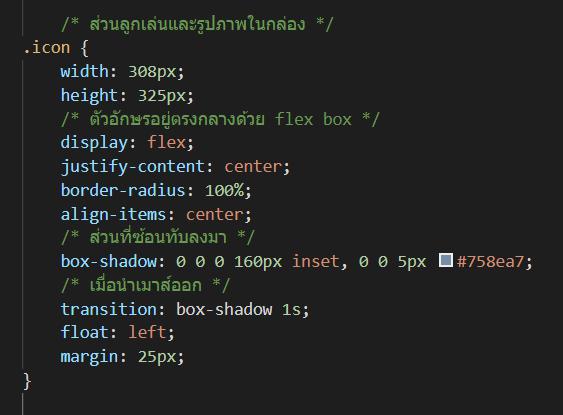 /* ส่วนลูกเล่นและรูปภาพในกล่อง */
.icon {
width: 308px;
height: 325px;
/* ตัวอักษรอยู่ตรงกลางด้วย flex box */
display: flex;
justify-content: center;
border-radius: 100%;
align-items: center;
/* ส่วนที่ซ้อนทับลงมา */
box-shadow: 0 0 0 160px inset, 0 0 5px #758ea7;
/* เมื่อนำเมาส์ออก */
transition: box-shadow 1s;
float: left;
margin: 25px;
}